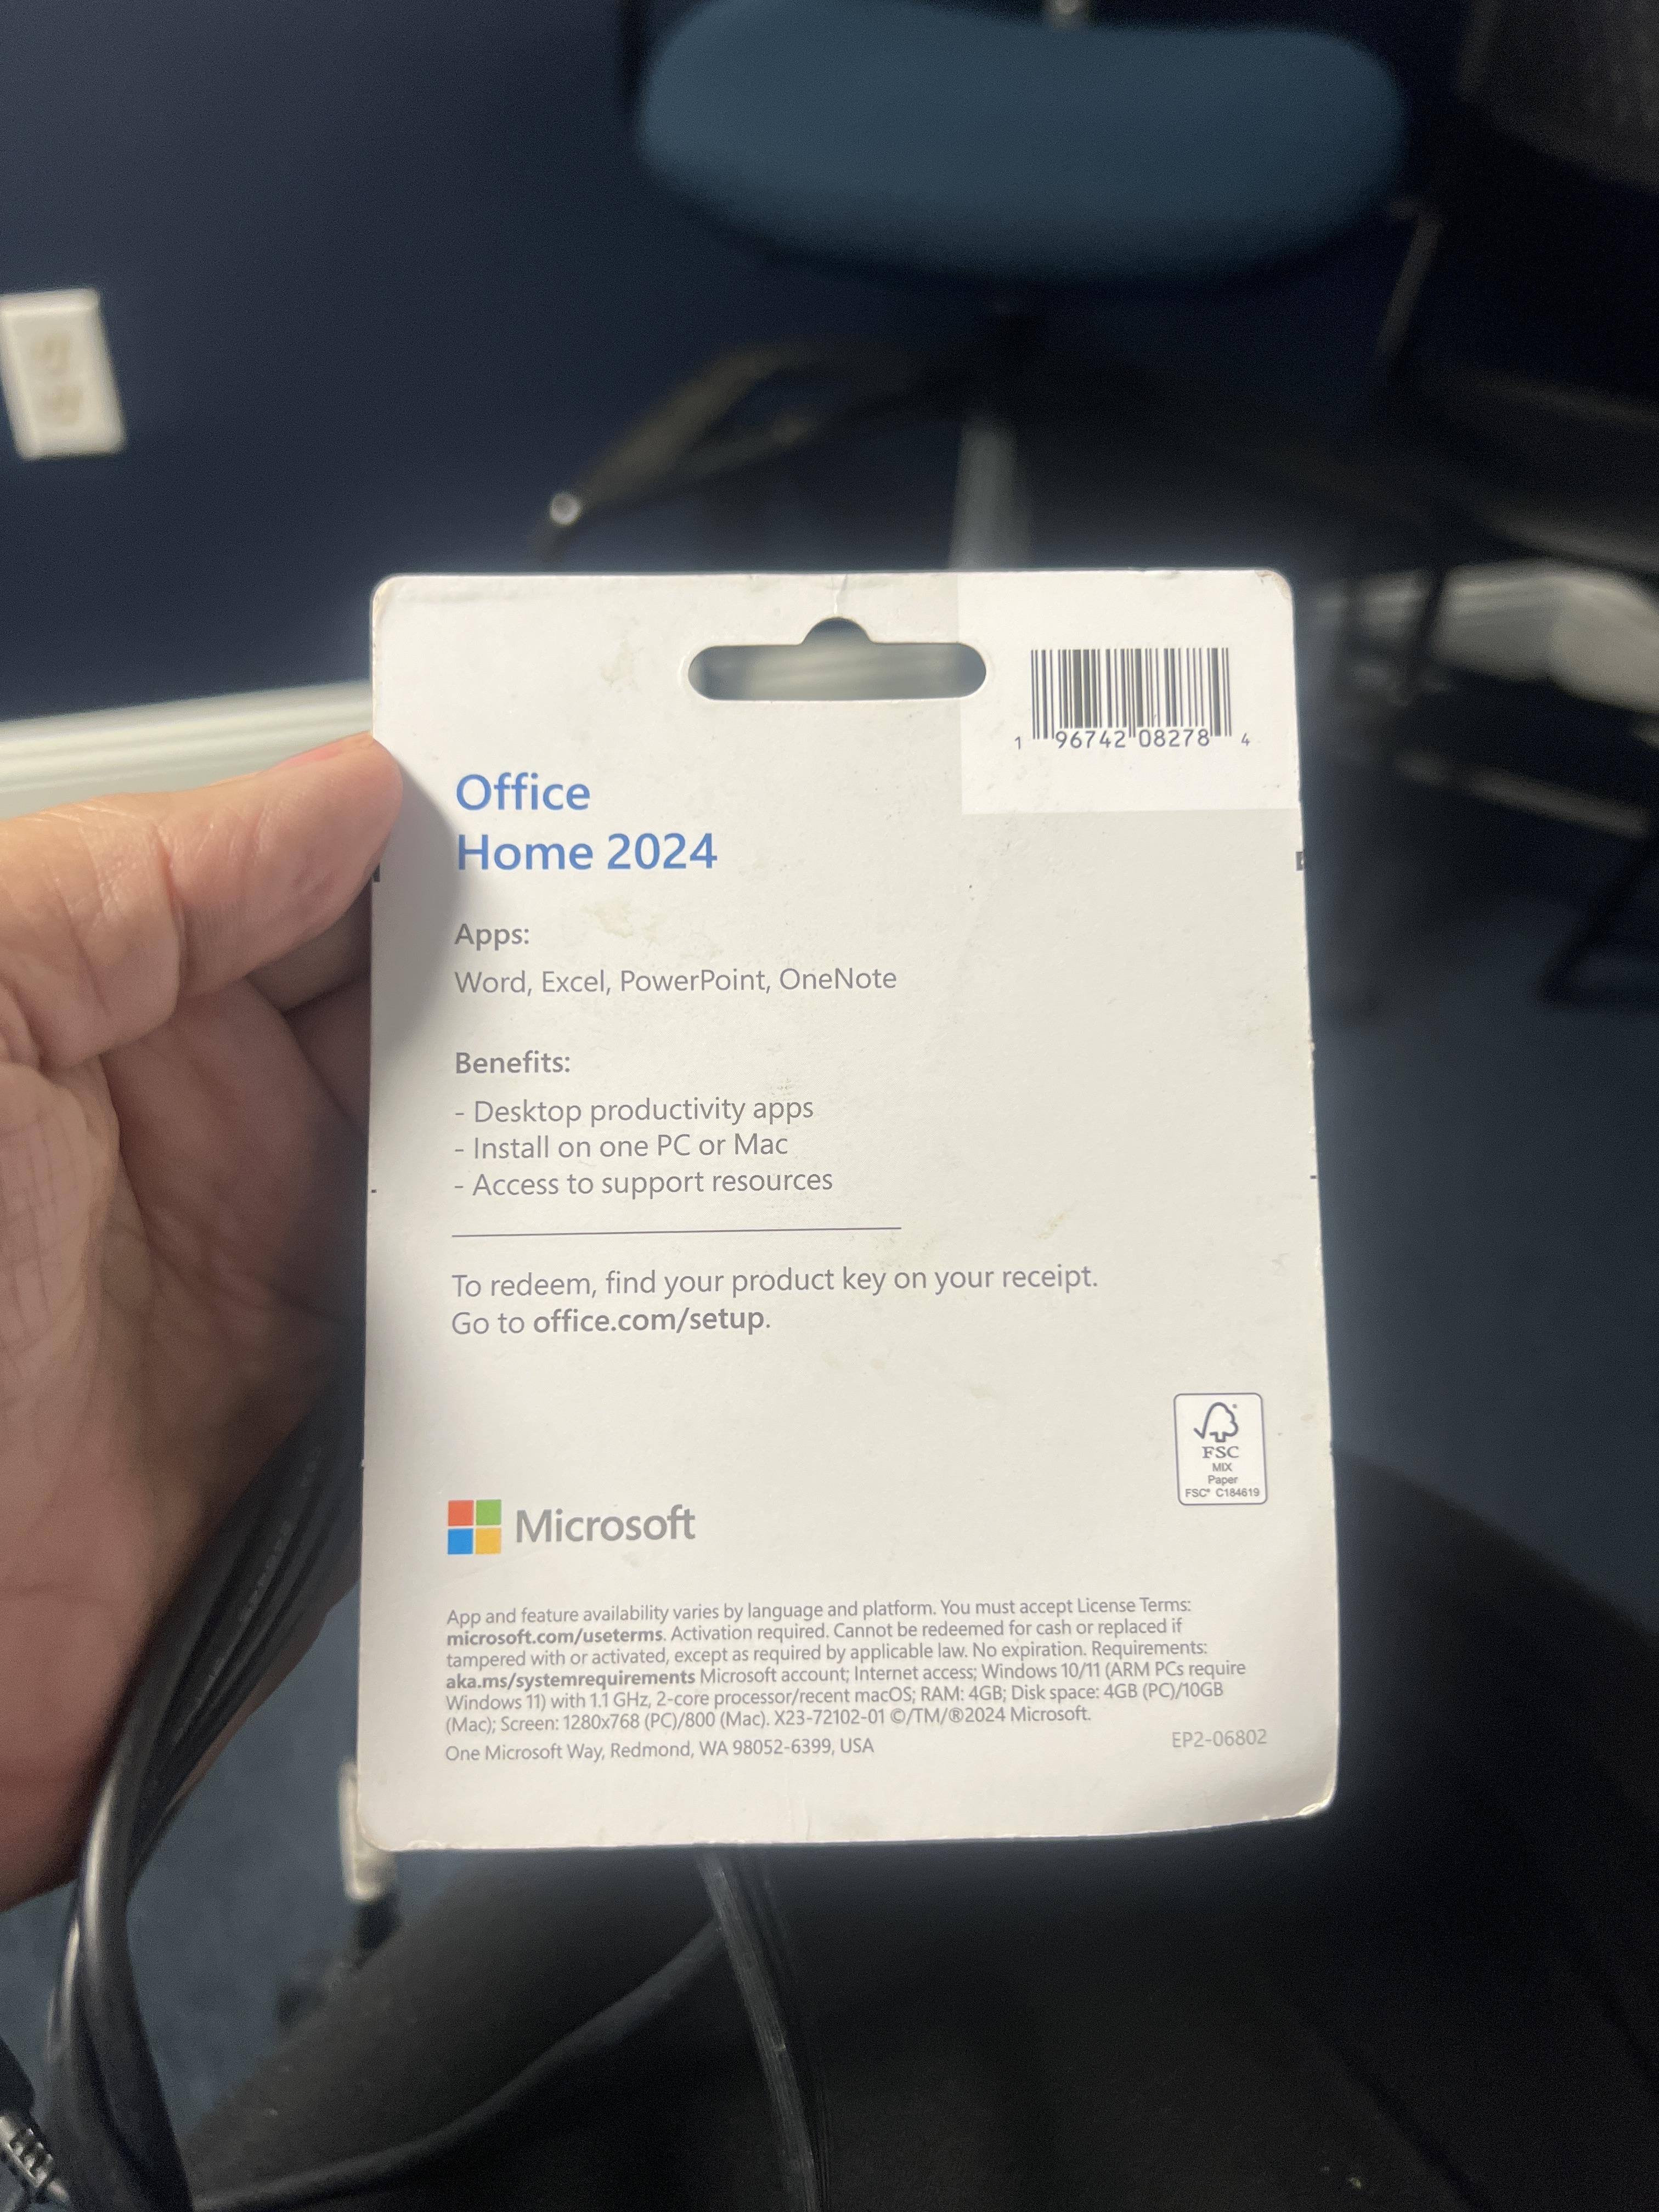 1 96742 08278 4
Office
Home 2024
Apps:
Word, Excel, PowerPoint, OneNote
Benefits:
- Desktop productivity apps
- Install on one PC or Mac
- Access to support resources
To redeem, find your product key on your receipt.
Go to office.com/setup.
FSC
MIX
Paper
FSC® C184619
Microsoft
App and feature availability varies by language and platform. You must accept License Terms:
microsoft.com/useterms. Activation required. Cannot be redeemed for cash or replaced if
tampered with or activated, except as required by applicable law. No expiration. Requirements:
aka.ms/systemrequirements Microsoft account; Internet access; Windows 10/11 (ARM PCs require
Windows 11) with 1.1 GHz, 2-core processor/recent macOS; RAM: 4GB; Disk space: 4GB (PC)/10GB
(Mac); Screen: 1280x768 (PC)/800 (Mac). X23-72102-01 ©/TM/®2024 Microsoft.
One Microsoft Way, Redmond, WA 98052-6399, USA
EP2-06802